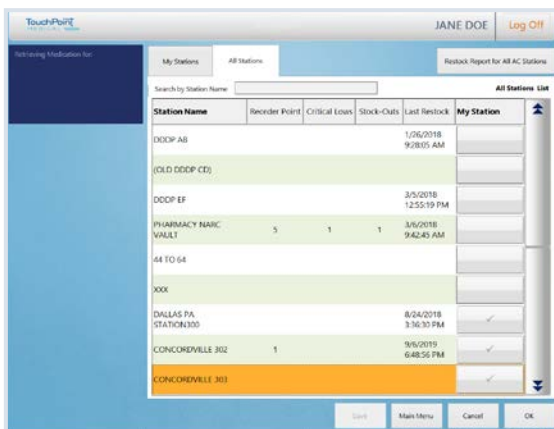 TouchPoint
MEDICAL
JANE DOE
Log Off
Retrieving Medication for:
My Stations
All Stations
Restock Report for All AC Stations
Search by Station Name
All Stations List
Station Name Reorder Point Critical Lows Stock-Outs Last Restock My Station
DDDP AB 1/26/2018
9:28:05 AM
(OLD DDDP CD)
DDDP EF 3/5/2018
12:55:19 PM
PHARMACY NARC 3/6/2018
VAULT 5 1 1 9:42:45 AM
44 TO 64
XXX
DALLAS PA 8/24/2018
STATION300 3:36:30 PM
CONCORDVILLE 302 1 9/6/2019
6:48:56 PM
CONCORDVILLE 303
Save
Main Menu
Cancel
OK